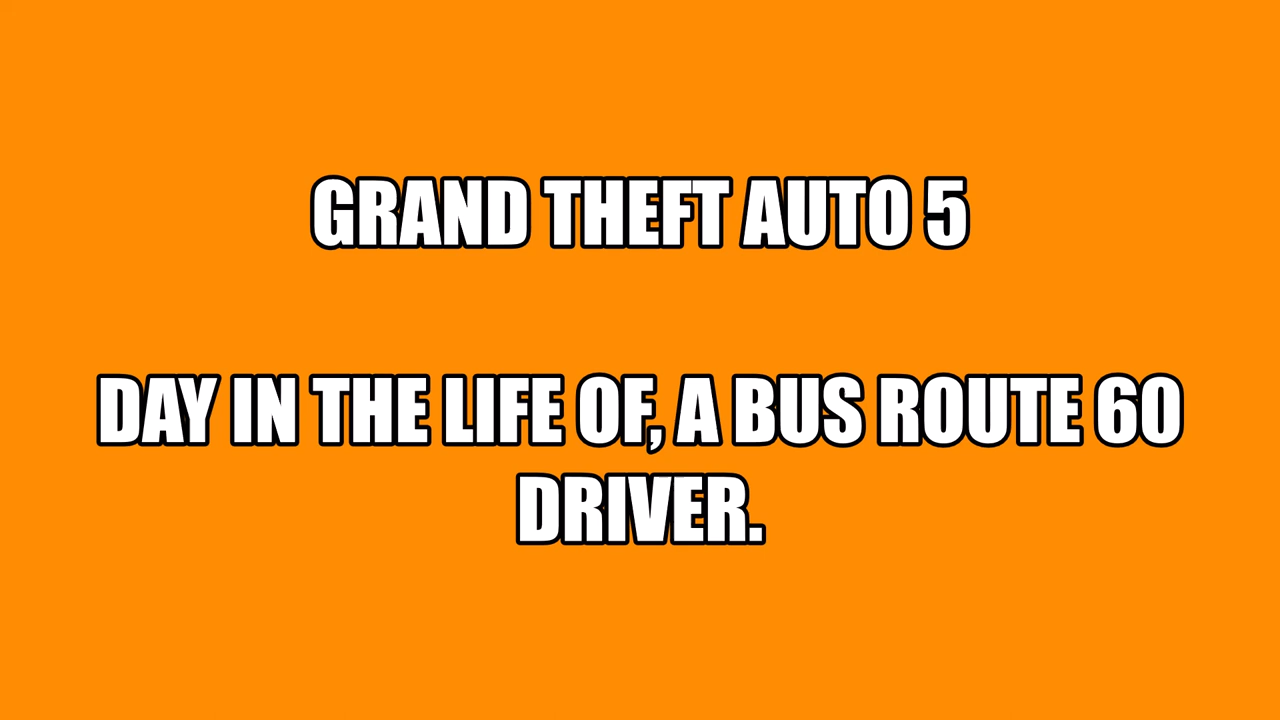 GRAND THEFT AUTO 5
DAY IN THE LIFE OF, A BUS ROUTE 60
DRIVER.